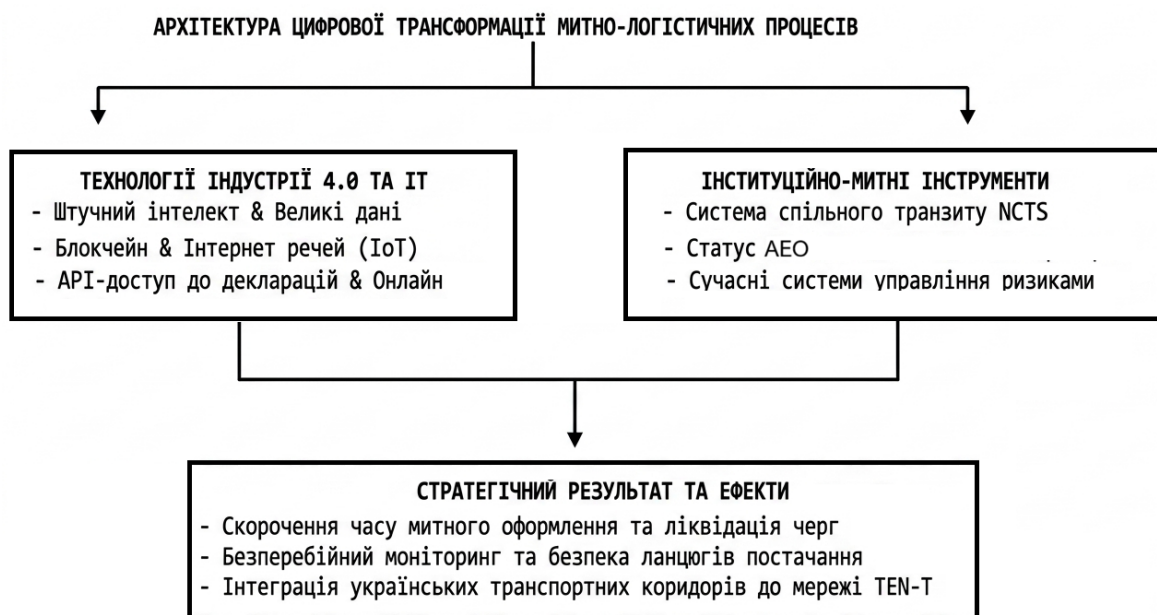 АРХІТЕКТУРА ЦИФРОВОЇ ТРАНСФОРМАЦІЇ МИТНО-ЛОГІСТИЧНИХ ПРОЦЕСІВ
ТЕХНОЛОГІЇ ІНДУСТРІЇ 4.0 ТА ІТ
- Штучний інтелект & Великі дані
- Блокчейн & Інтернет речей (ІоТ)
- АРІ-доступ до декларацій & Онлайн
ІНСТИТУЦІЙНО-МИТНІ ІНСТРУМЕНТИ
- Система спільного транзиту NCTS
- Статус АЕО
- Сучасні системи управління ризиками
СТРАТЕГІЧНИЙ РЕЗУЛЬТАТ ТА ЕФЕКТИ
- Скорочення часу митного оформлення та ліквідація черг
- Безперебійний моніторинг та безпека ланцюгів постачання
- Інтеграція українських транспортних коридорів до мережі TEN-T